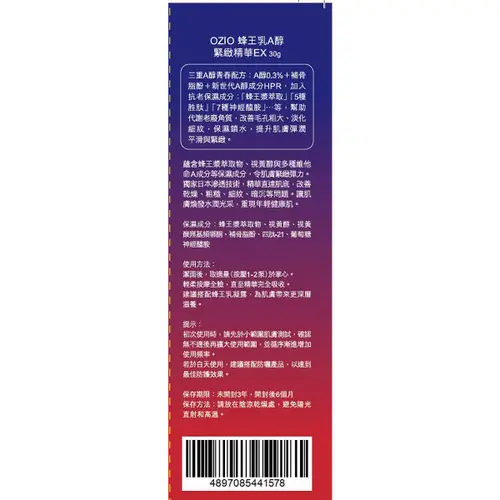 OZIO 蜂王乳A醇
緊緻精華EX 30g
三重A醇青春配方：A醇0.3%＋補骨
脂酚＋新世代A醇成分HPR，加入
抗老保濕成分：「蜂王漿萃取」「5種
胜肽」「7種神經醯胺」…等，幫助
代謝老廢角質，改善毛孔粗大、淡化
細紋，保濕鎖水，提升肌膚彈潤
平滑與緊緻。
蘊含蜂王漿萃取物、視黃醇與多種維他
命A成分等保濕成分，令肌膚緊緻彈力。
獨家日本滲透技術，精華直達肌底，改善
乾燥、粗糙、細紋、暗沉等問題。讓肌
膚煥發水潤光采，重現年輕健康肌。
保濕成分：蜂王漿萃取物、視黃醇、視黃
酸羥基頻哪酮、補骨脂酚、四肽-21、葡萄糖
神經醯胺
使用方法：
潔面後，取適量（按壓1-2泵）於掌心。
輕柔按摩全臉，直至精華完全吸收。
建議搭配蜂王乳凝露，為肌膚帶來更深層
滋養。
提示：
初次使用時，請先於小範圍肌膚測試，確認
無不適後再擴大使用範圍，並循序漸進增加
使用頻率。
若於白天使用，建議搭配防曬產品，以達到
最佳防護效果。
保存期限：未開封3年，開封後6個月
保存方法：請放在陰涼乾燥處，避免陽光
直射和高溫。
4897085441578